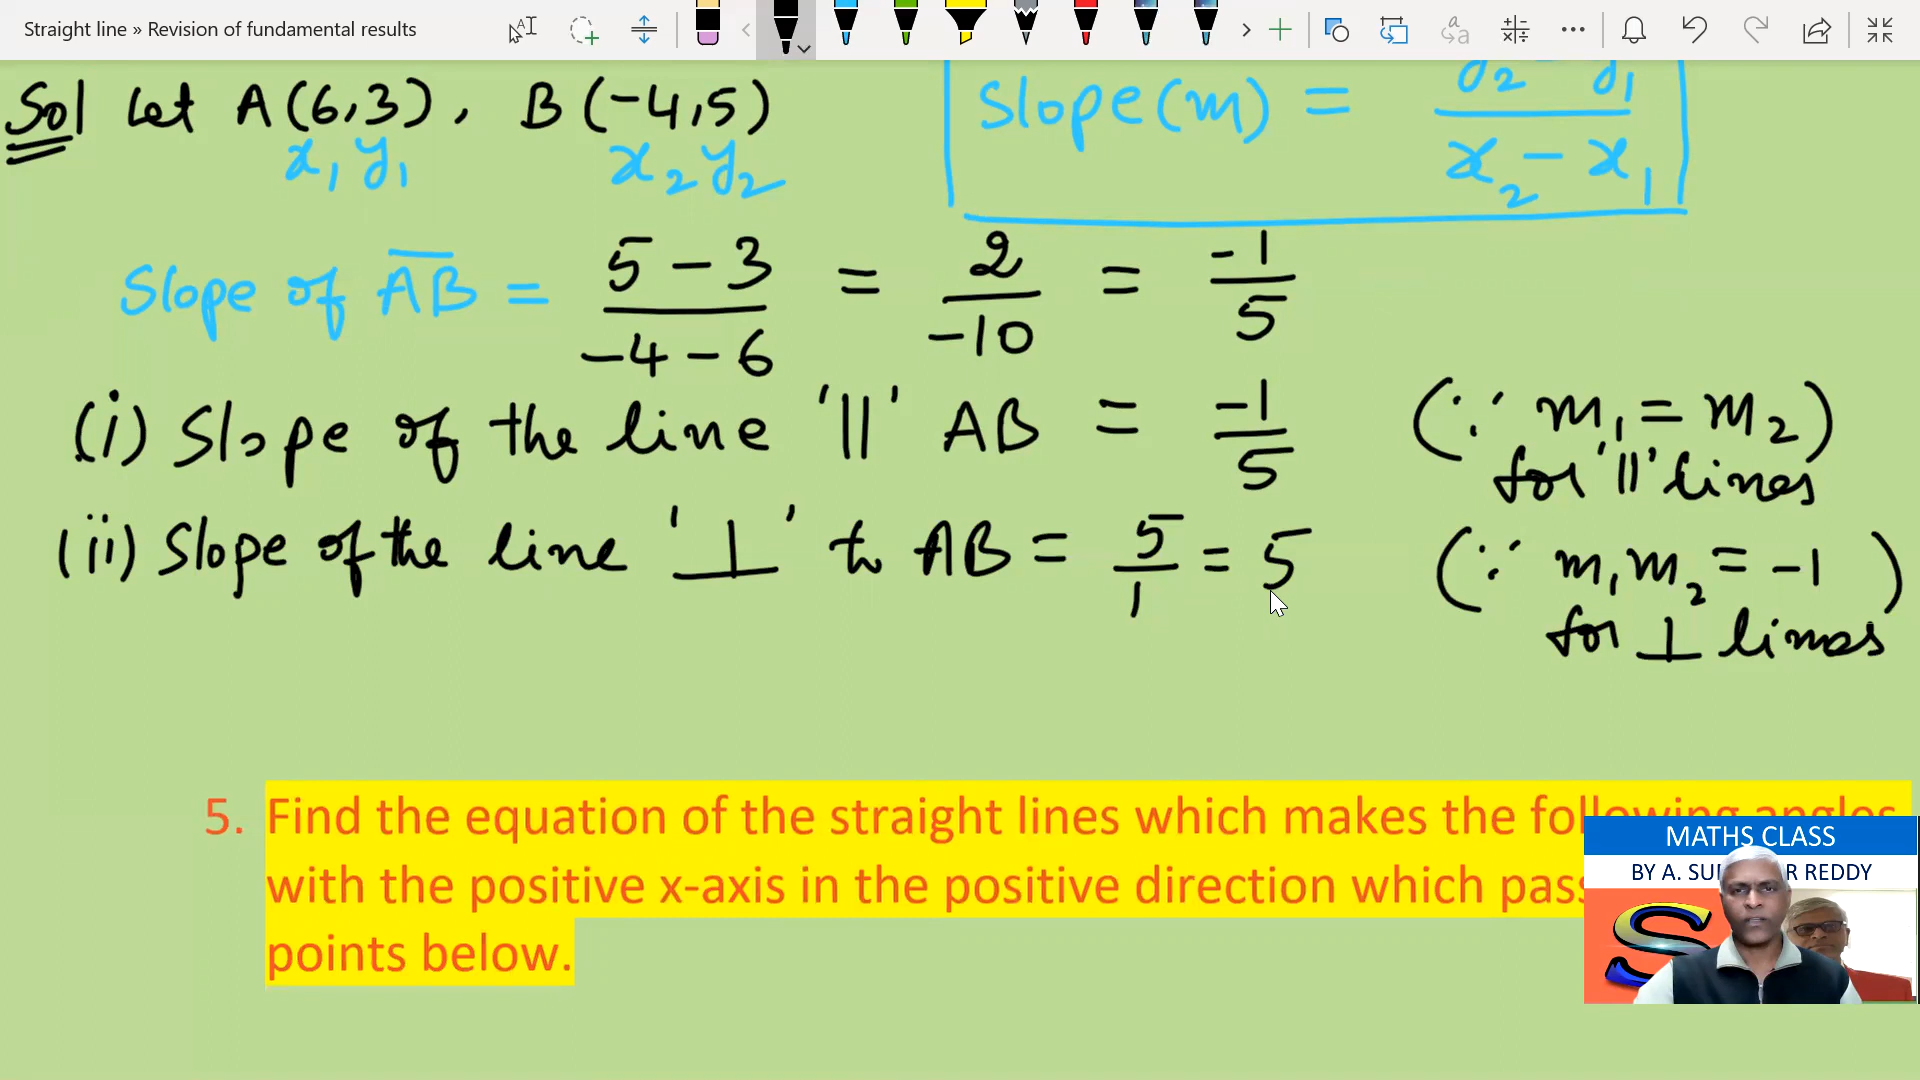 Straight line » Revision of fundamental results
Sol Let A(6,3), B(-4,5)
x₁ y₁ x₂ y₂
Slope(m) = y₂ - y₁ / x₂ - x₁
Slope of AB = 5 - 3 / -4 - 6 = 2 / -10 = -1 / 5
(i) Slope of the line '||' AB = -1 / 5 (∵ m₁ = m₂)
for '||' lines
(ii) Slope of the line '⊥' to AB = 5 / 1 = 5 (∵ m₁m₂ = -1)
for ⊥ lines
5. Find the equation of the straight lines which makes the following angles
with the positive x-axis in the positive direction which pass
points below.
MATHS CLASS
BY A. SU R REDDY
S